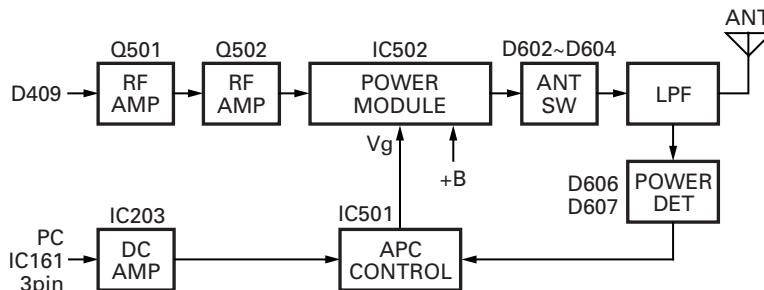 ANT
Q501
Q502
IC502
D602~D604
D409
RF
AMP
RF
AMP
POWER
MODULE
ANT
SW
LPF
Vg
+B
D606
D607
POWER
DET
IC203
IC501
PC
IC161
3pin
DC
AMP
APC
CONTROL